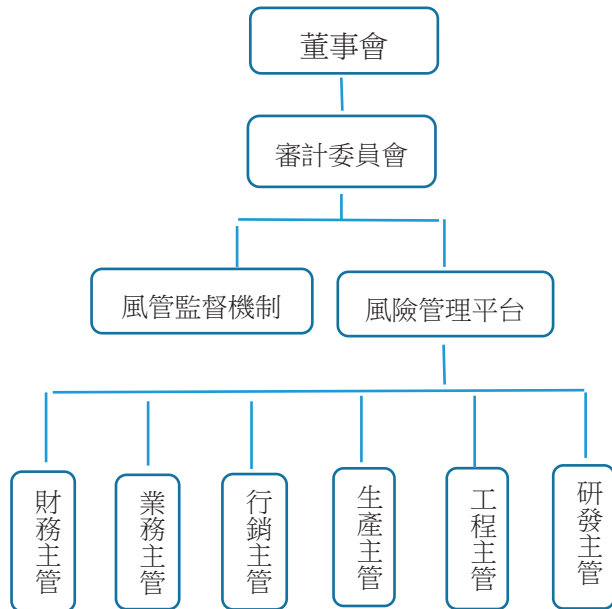 董事會
審計委員會
風管監督機制
風險管理平台
財務主管
業務主管
行銷主管
生產主管
工程主管
研發主管